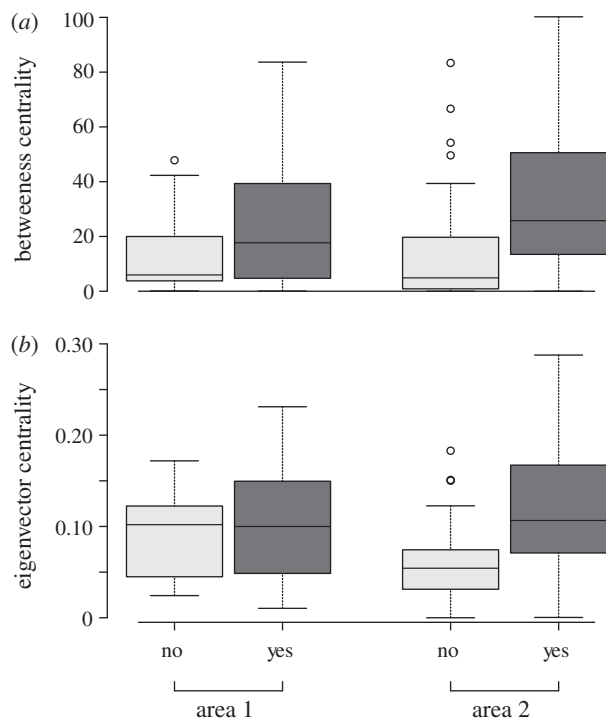 (a)
betweeness centrality
100
80
60
40
20
0
(b)
eigenvector centrality
0.30
0.20
0.10
0
no yes no yes
area 1 area 2